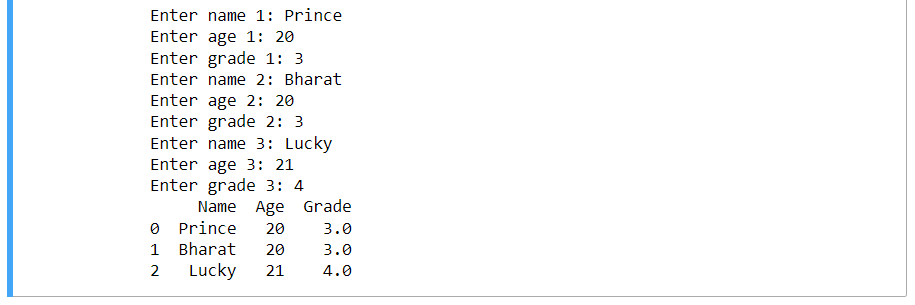 Enter name 1: Prince
Enter age 1: 20
Enter grade 1: 3
Enter name 2: Bharat
Enter age 2: 20
Enter grade 2: 3
Enter name 3: Lucky
Enter age 3: 21
Enter grade 3: 4
     Name  Age  Grade
0  Prince   20    3.0
1  Bharat   20    3.0
2   Lucky   21    4.0